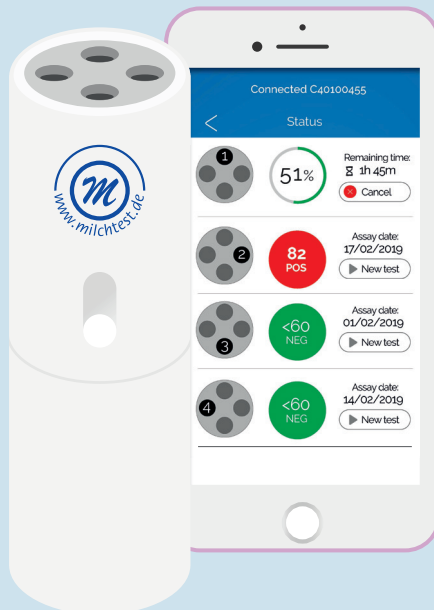 M
www.milchtest.de
Connected C40100455
Status
1
51%
Remaining time:
1h 45m
Cancel
2
82
POS
Assay date:
17/02/2019
New test
3
<60
NEG
Assay date:
01/02/2019
New test
4
<60
NEG
Assay date:
14/02/2019
New test